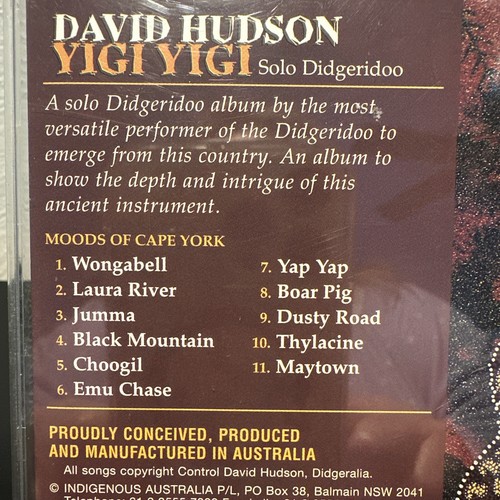 DAVID HUDSON
YIGI YIGI Solo Didgeridoo
A solo Didgeridoo album by the most
versatile performer of the Didgeridoo to
emerge from this country. An album to
show the depth and intrigue of this
ancient instrument.
MOODS OF CAPE YORK
1. Wongabell
2. Laura River
3. Jumma
4. Black Mountain
5. Choogil
6. Emu Chase
7. Yap Yap
8. Boar Pig
9. Dusty Road
10. Thylacine
11. Maytown
PROUDLY CONCEIVED, PRODUCED
AND MANUFACTURED IN AUSTRALIA
All songs copyright Control David Hudson, Didgeralia.
© INDIGENOUS AUSTRALIA P/L, PO Box 38, Balmain NSW 2041